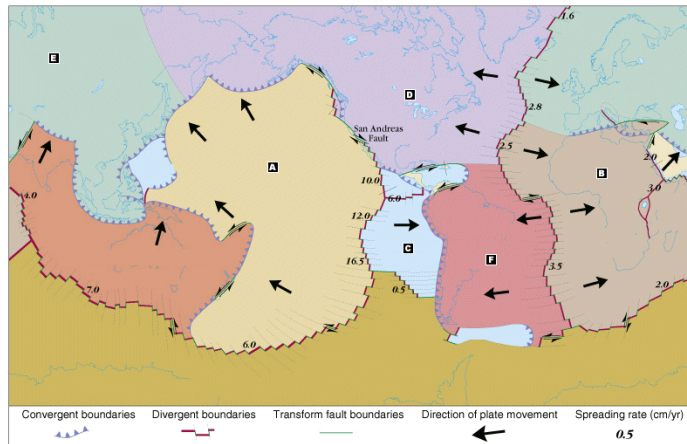 1.6
E
D
2.8
San Andreas
Fault
2.5
A
10.0
B
2.0
3.0
4.0
6.0
12.0
C
F
16.5
3.5
0.5
7.0
2.0
6.0
Convergent boundaries
Divergent boundaries
Transform fault boundaries
Direction of plate movement
Spreading rate (cm/yr)
0.5